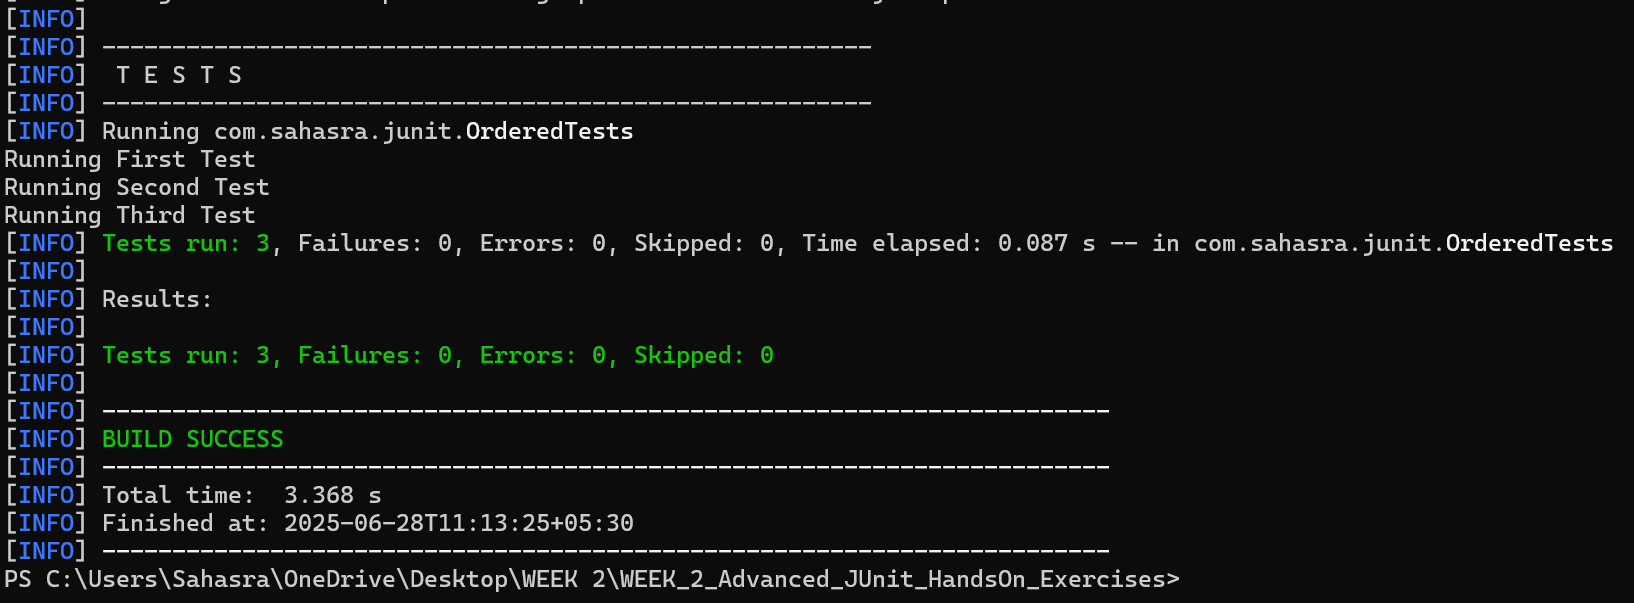 [INFO]
[INFO] -------------------------------------------------------
[INFO]  T E S T S
[INFO] -------------------------------------------------------
[INFO] Running com.sahasra.junit.OrderedTests
Running First Test
Running Second Test
Running Third Test
[INFO] Tests run: 3, Failures: 0, Errors: 0, Skipped: 0, Time elapsed: 0.087 s -- in com.sahasra.junit.OrderedTests
[INFO]
[INFO] Results:
[INFO]
[INFO] Tests run: 3, Failures: 0, Errors: 0, Skipped: 0
[INFO]
[INFO] ------------------------------------------------------------------------
[INFO] BUILD SUCCESS
[INFO] ------------------------------------------------------------------------
[INFO] Total time:  3.368 s
[INFO] Finished at: 2025-06-28T11:13:25+05:30
[INFO] ------------------------------------------------------------------------
PS C:\Users\Sahasra\OneDrive\Desktop\WEEK 2\WEEK_2_Advanced_JUnit_HandsOn_Exercises>